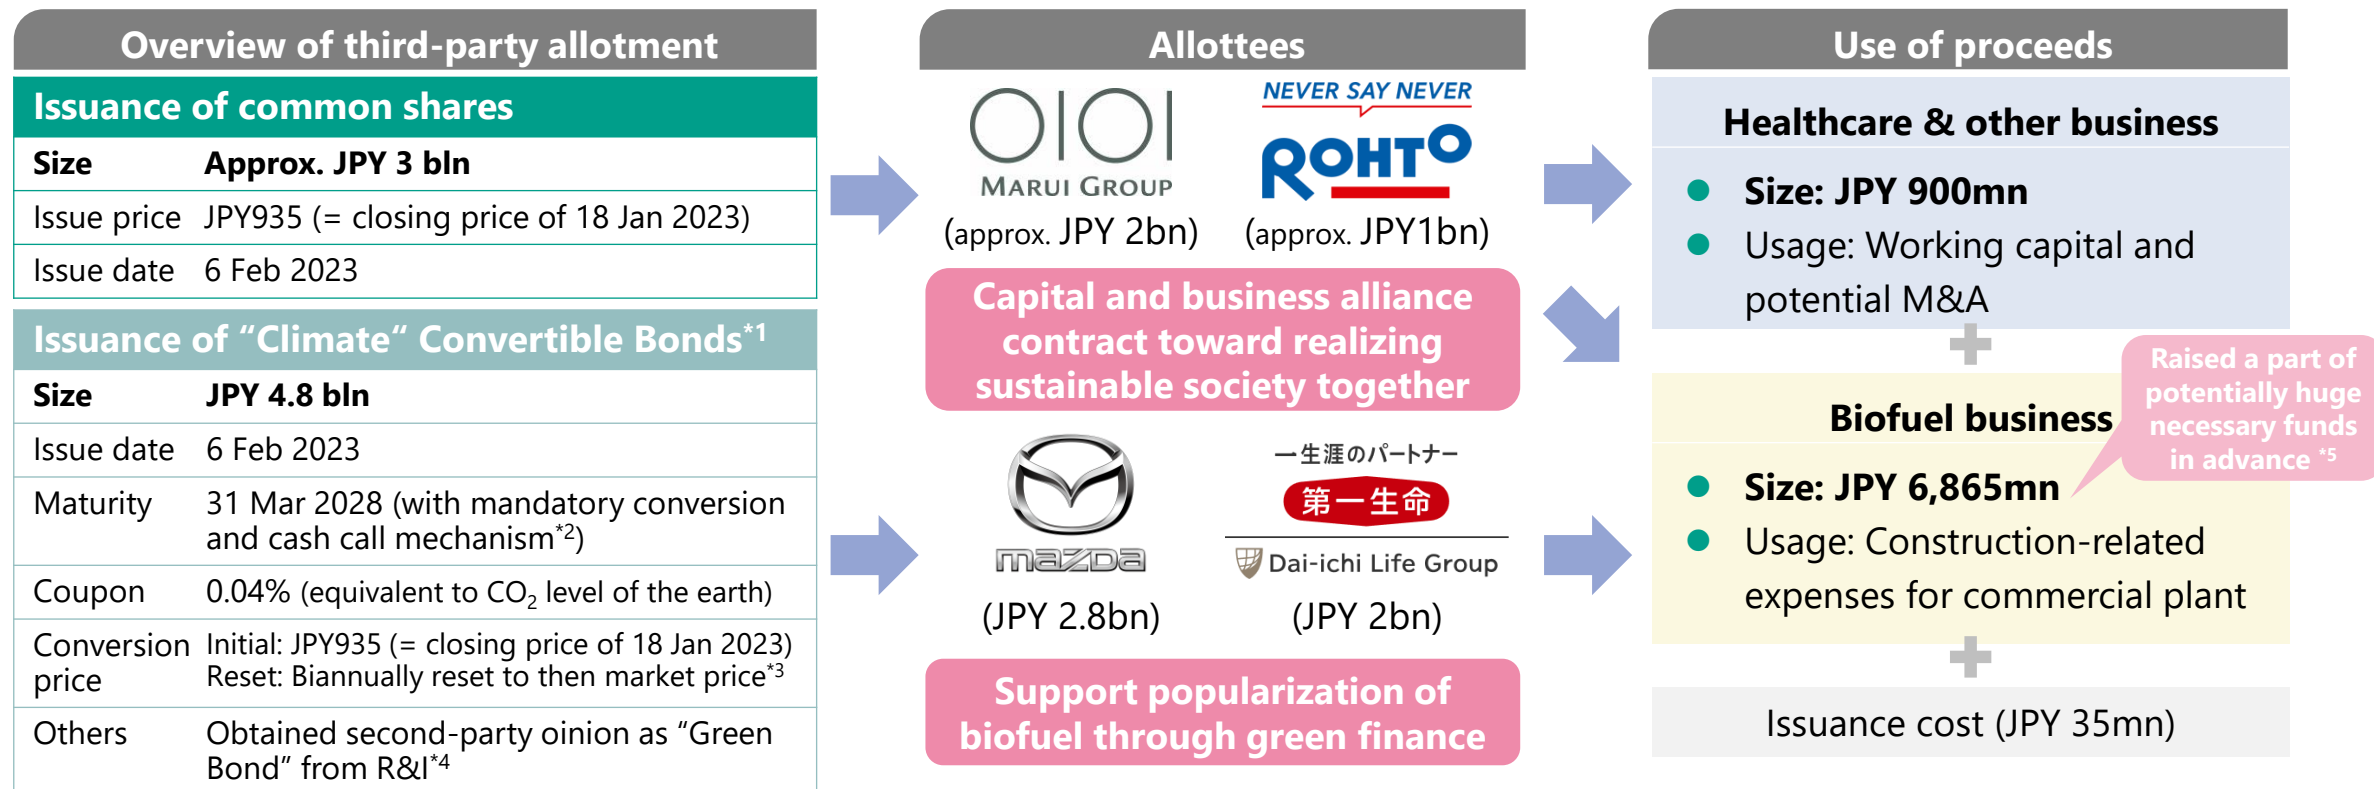 Overview of third-party allotment
Issuance of common shares
Size Approx. JPY 3 bln
Issue price JPY935 (= closing price of 18 Jan 2023)
Issue date 6 Feb 2023
Issuance of “Climate“ Convertible Bonds*1
Size JPY 4.8 bln
Issue date 6 Feb 2023
Maturity 31 Mar 2028 (with mandatory conversion
and cash call mechanism*2)
Coupon 0.04% (equivalent to CO2 level of the earth)
Conversion Initial: JPY935 (= closing price of 18 Jan 2023)
price Reset: Biannually reset to then market price*3
Others Obtained second-party oinion as “Green
Bond” from R&I*4
Allottees
OIOI
MARUI GROUP
(approx. JPY 2bn)
NEVER SAY NEVER
ROHTO
(approx. JPY1bn)
Capital and business alliance
contract toward realizing
sustainable society together
mazda
(JPY 2.8bn)
一生涯のパートナー
第一生命
Dai-ichi Life Group
(JPY 2bn)
Support popularization of
biofuel through green finance
Use of proceeds
Healthcare & other business
● Size: JPY 900mn
● Usage: Working capital and
potential M&A
Biofuel business
Raised a part of
potentially huge
necessary funds
in advance *5
● Size: JPY 6,865mn
● Usage: Construction-related
expenses for commercial plant
Issuance cost (JPY 35mn)